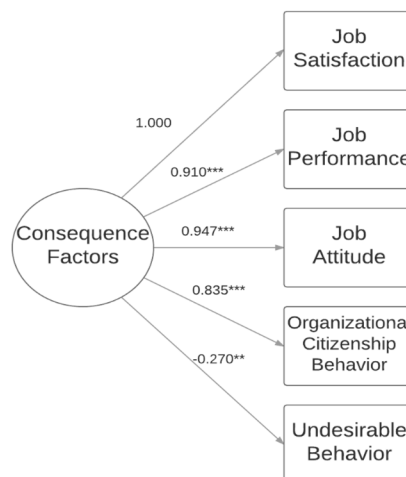 Job
Satisfaction
1.000
Job
Performance
0.910***
Consequence
Factors
0.947***
Job
Attitude
0.835***
Organizationa
Citizenship
Behavior
-0.270**
Undesirable
Behavior